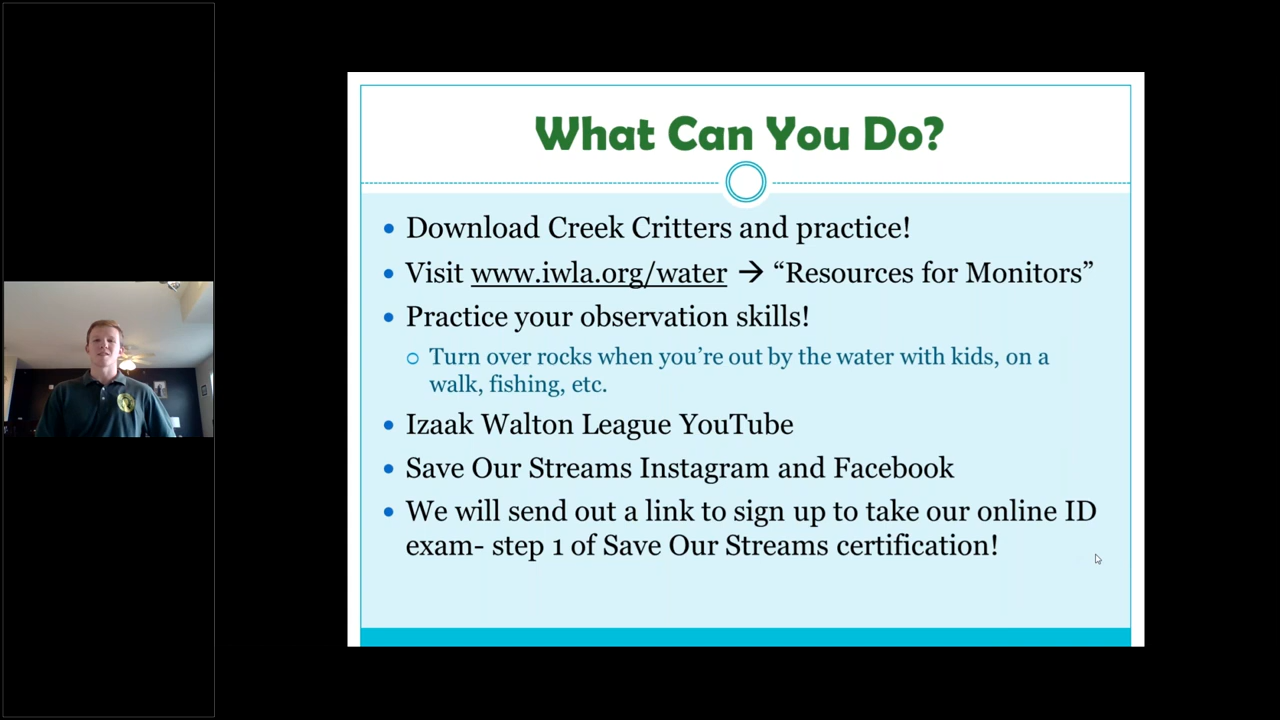 What Can You Do?
Download Creek Critters and practice!
Visit www.iwla.org/water → “Resources for Monitors”
Practice your observation skills!
Turn over rocks when you’re out by the water with kids, on a
walk, fishing, etc.
Izaak Walton League YouTube
Save Our Streams Instagram and Facebook
We will send out a link to sign up to take our online ID
exam- step 1 of Save Our Streams certification!